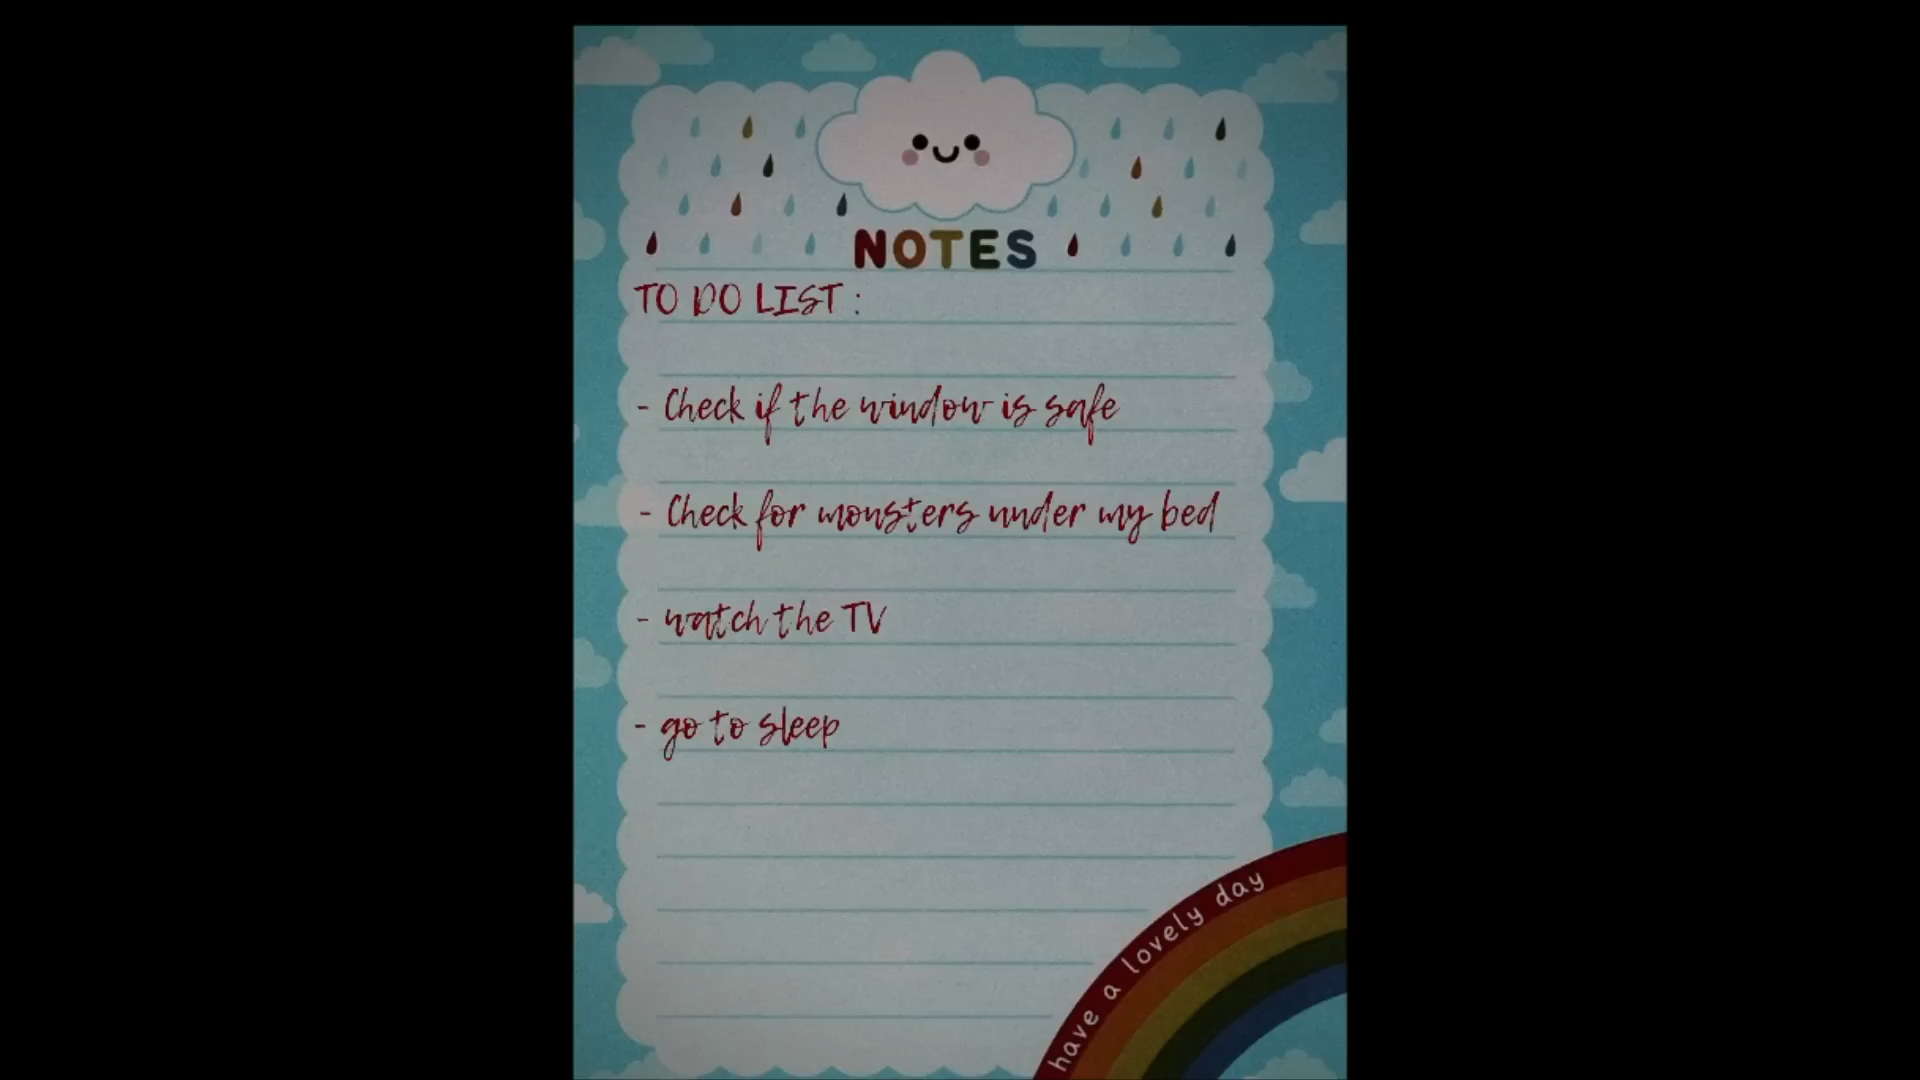 NOTES
TO DO LIST :
- Check if the window is safe
- Check for monsters under my bed
- watch the TV
- go to sleep
have a lovely day